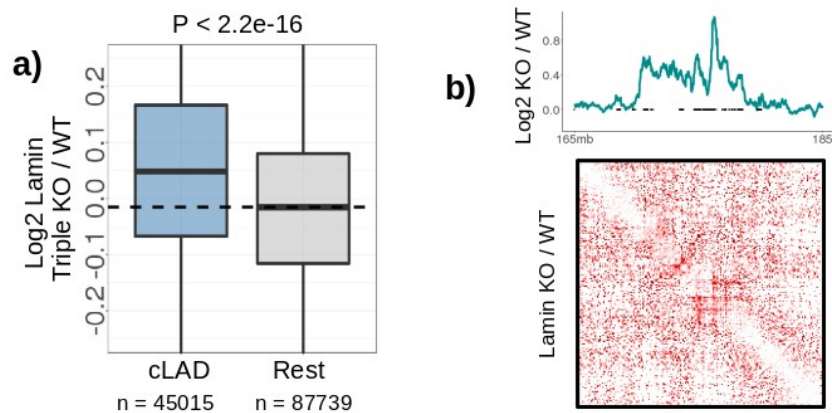 a)
P < 2.2e-16
Log2 Lamin
Triple KO / WT
0.2
0.1
0.0
-0.1
-0.2
cLAD
Rest
n = 45015
n = 87739
b)
Log2 KO / WT
0.8
0.4
0.0
165mb
185
Lamin KO / WT